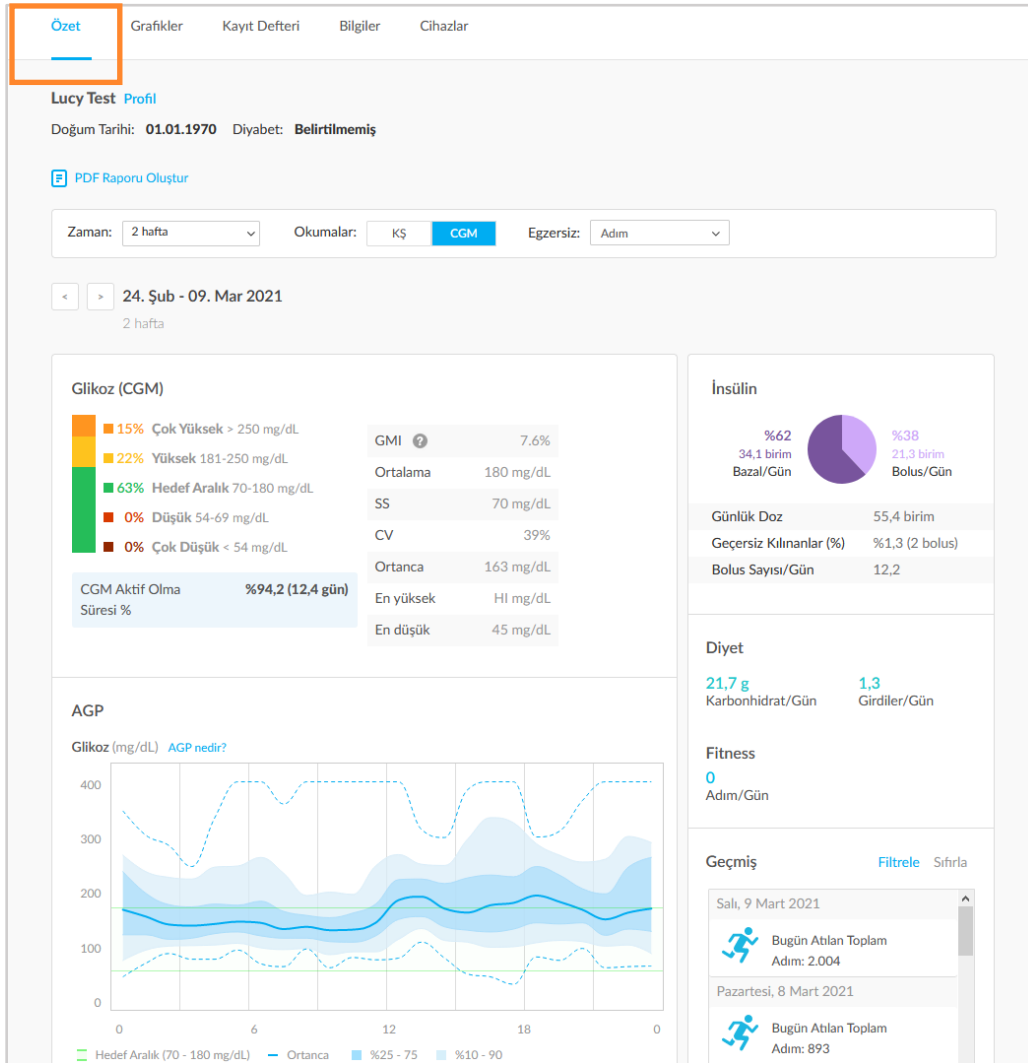 Özet Grafikler Kayıt Defteri Bilgiler Cihazlar
Lucy Test Profil
Doğum Tarihi: 01.01.1970 Diyabet: Belirtilmemiş
PDF Raporu Oluştur
Zaman: 2 hafta Okumalar: KŞ CGM Egzersiz: Adım
< > 24. Şub - 09. Mar 2021
2 hafta
Glikoz (CGM)
15% Çok Yüksek > 250 mg/dL
22% Yüksek 181-250 mg/dL
63% Hedef Aralık 70-180 mg/dL
0% Düşük 54-69 mg/dL
0% Çok Düşük < 54 mg/dL
CGM Aktif Olma %94,2 (12,4 gün)
Süresi %
GMI ? 7.6%
Ortalama 180 mg/dL
SS 70 mg/dL
CV 39%
Ortanca 163 mg/dL
En yüksek HI mg/dL
En düşük 45 mg/dL
AGP
Glikoz (mg/dL) AGP nedir?
400
300
200
100
0
0 6 12 18 0
Hedef Aralık (70 - 180 mg/dL) Ortanca %25 - 75 %10 - 90
İnsülin
%62 %38
34,1 birim 21,3 birim
Bazal/Gün Bolus/Gün
Günlük Doz 55,4 birim
Geçersiz Kılınanlar (%) %1,3 (2 bolus)
Bolus Sayısı/Gün 12,2
Diyet
21,7 g 1,3
Karbonhidrat/Gün Girdiler/Gün
Fitness
0
Adım/Gün
Geçmiş Filtrele Sıfırla
Salı, 9 Mart 2021
Bugün Atılan Toplam
Adım: 2.004
Pazartesi, 8 Mart 2021
Bugün Atılan Toplam
Adım: 893